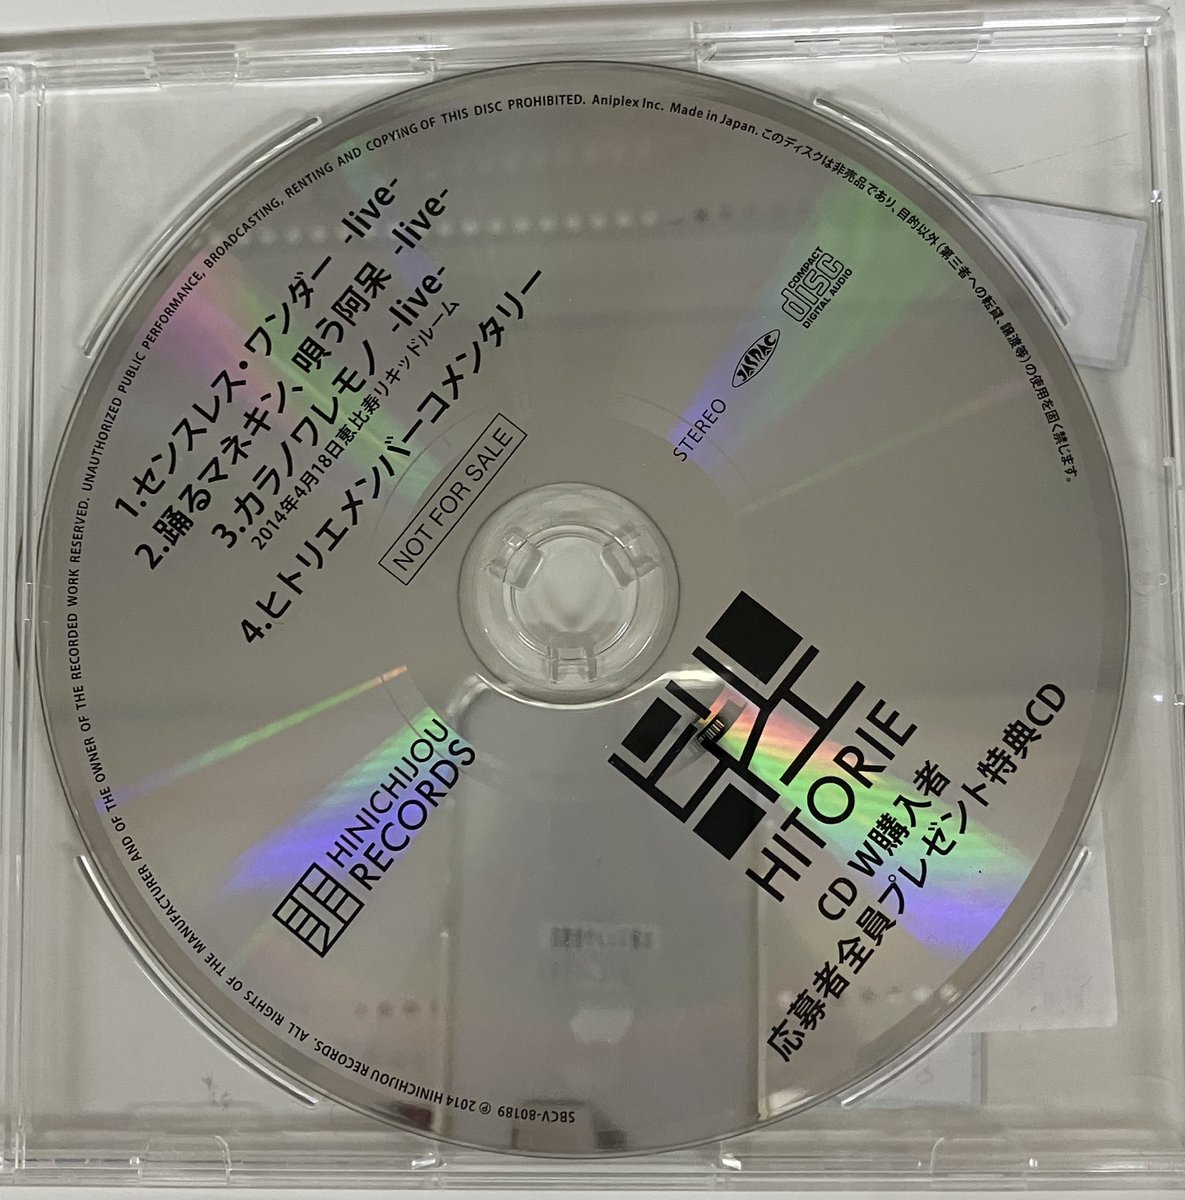 1.センスレス・ワンダー -live-
2.踊るマネキン、唄う阿呆 -live-
3.カラノワレモノ -live-
2014年4月18日恵比寿リキッドルーム
4.ヒトリエメンバーコメンタリー
NOT FOR SALE
COMPACT
disc
DIGITAL AUDIO
JASRAC
STEREO
HINICHIJOU
RECORDS
HITORIE
CD W購入者
応募者全員プレゼント特典CD
SBCV-80189 Ⓟ 2014 HINICHIJOU RECORDS. ALL RIGHTS OF THE MANUFACTURER AND OF THE OWNER OF THE RECORDED WORK RESERVED. UNAUTHORIZED PUBLIC PERFORMANCE, BROADCASTING, RENTING AND COPYING OF THIS DISC PROHIBITED. Aniplex Inc. Made in Japan. このディスクは非売品であり、目的以外(第三者への転貸、譲渡等)の使用を固く禁じます。